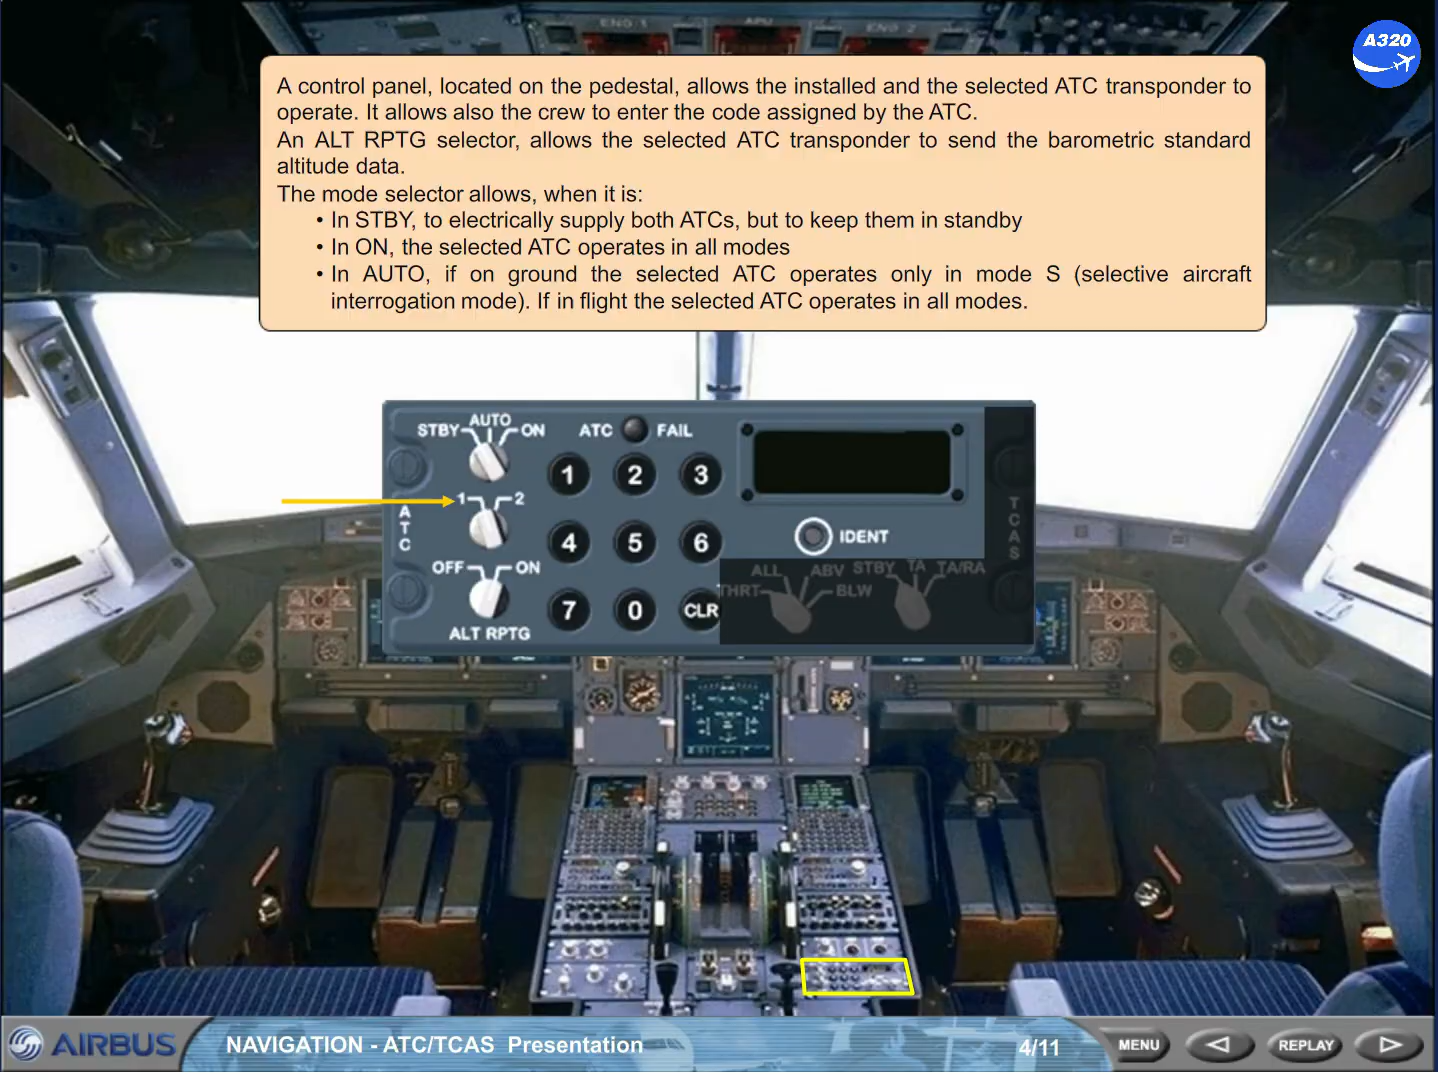 ENG 1
APU
ENG 2
A320
A control panel, located on the pedestal, allows the installed and the selected ATC transponder to
operate. It allows also the crew to enter the code assigned by the ATC.
An ALT RPTG selector, allows the selected ATC transponder to send the barometric standard
altitude data.
The mode selector allows, when it is:
• In STBY, to electrically supply both ATCs, but to keep them in standby
• In ON, the selected ATC operates in all modes
• In AUTO, if on ground the selected ATC operates only in mode S (selective aircraft
interrogation mode). If in flight the selected ATC operates in all modes.
STBY AUTO ON
ATC FAIL
1 2 3
1 2
ATC
TCAS
4 5 6
IDENT
OFF ON
ALL ABV STBY TA TA/RA
THRT BLW
7 0 CLR
ALT RPTG
AIRBUS
NAVIGATION - ATC/TCAS Presentation
4/11
MENU
REPLAY